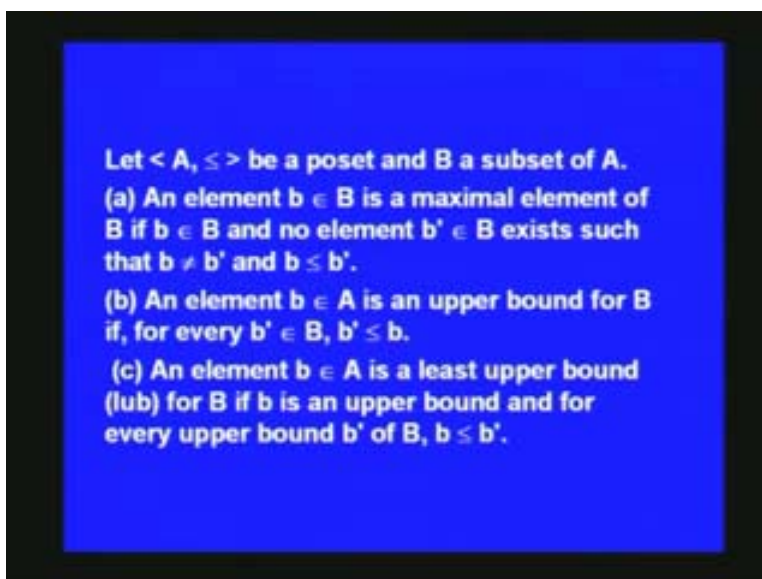 Let < A, ≤ > be a poset and B a subset of A.
(a) An element b ∈ B is a maximal element of
B if b ∈ B and no element b' ∈ B exists such
that b ≠ b' and b ≤ b'.
(b) An element b ∈ A is an upper bound for B
if, for every b' ∈ B, b' ≤ b.
(c) An element b ∈ A is a least upper bound
(lub) for B if b is an upper bound and for
every upper bound b' of B, b ≤ b'.